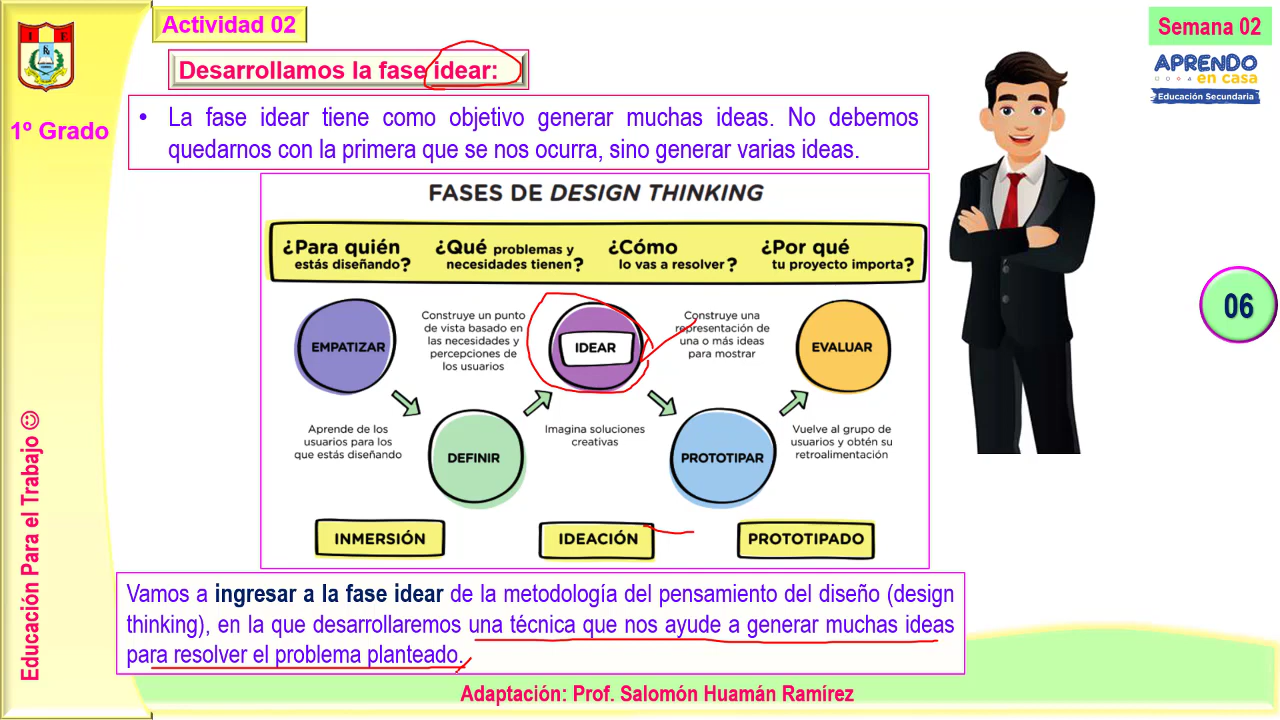 Actividad 02
Semana 02
I E
Desarrollamos la fase idear:
APRENDO
en casa
Educación Secundaria
1º Grado
• La fase idear tiene como objetivo generar muchas ideas. No debemos
quedarnos con la primera que se nos ocurra, sino generar varias ideas.
FASES DE DESIGN THINKING
¿Para quién
estás diseñando?
¿Qué problemas y
necesidades tienen?
¿Cómo
lo vas a resolver?
¿Por qué
tu proyecto importa?
EMPATIZAR
Construye un punto
de vista basado en
las necesidades y
percepciones de
los usuarios
IDEAR
Construye una
representación de
una o más ideas
para mostrar
EVALUAR
06
Aprende de los
usuarios para los
que estás diseñando
DEFINIR
Imagina soluciones
creativas
PROTOTIPAR
Vuelve al grupo de
usuarios y obtén su
retroalimentación
INMERSIÓN
IDEACIÓN
PROTOTIPADO
Educación Para el Trabajo ☺
Vamos a ingresar a la fase idear de la metodología del pensamiento del diseño (design
thinking), en la que desarrollaremos una técnica que nos ayude a generar muchas ideas
para resolver el problema planteado.
Adaptación: Prof. Salomón Huamán Ramírez